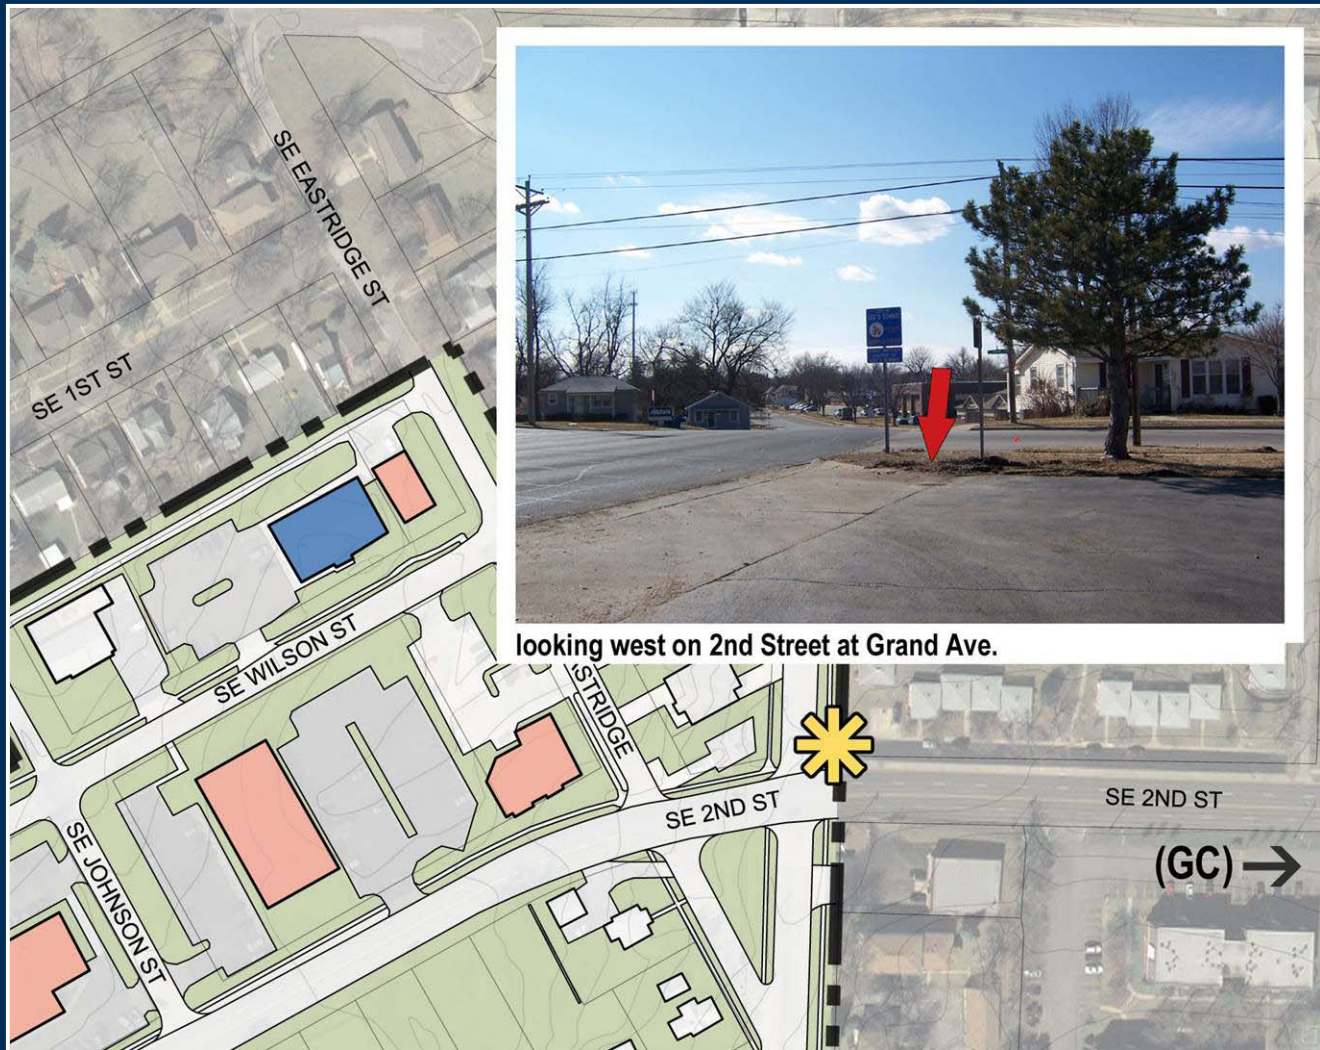 SE EASTRIDGE ST
SE 1ST ST
looking west on 2nd Street at Grand Ave.
SE WILSON ST
ASTRIDGE
SE 2ND ST
SE 2ND ST
(GC)
SE JOHNSON ST